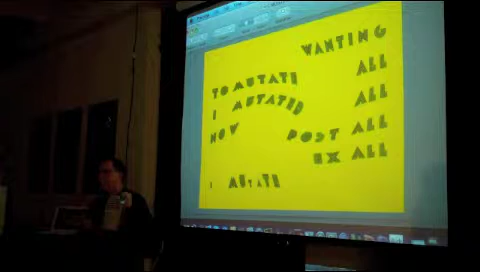 WANTING
TO MUTATE ALL
I MUTATED ALL
NOW POST ALL
EX ALL
I MUTATE